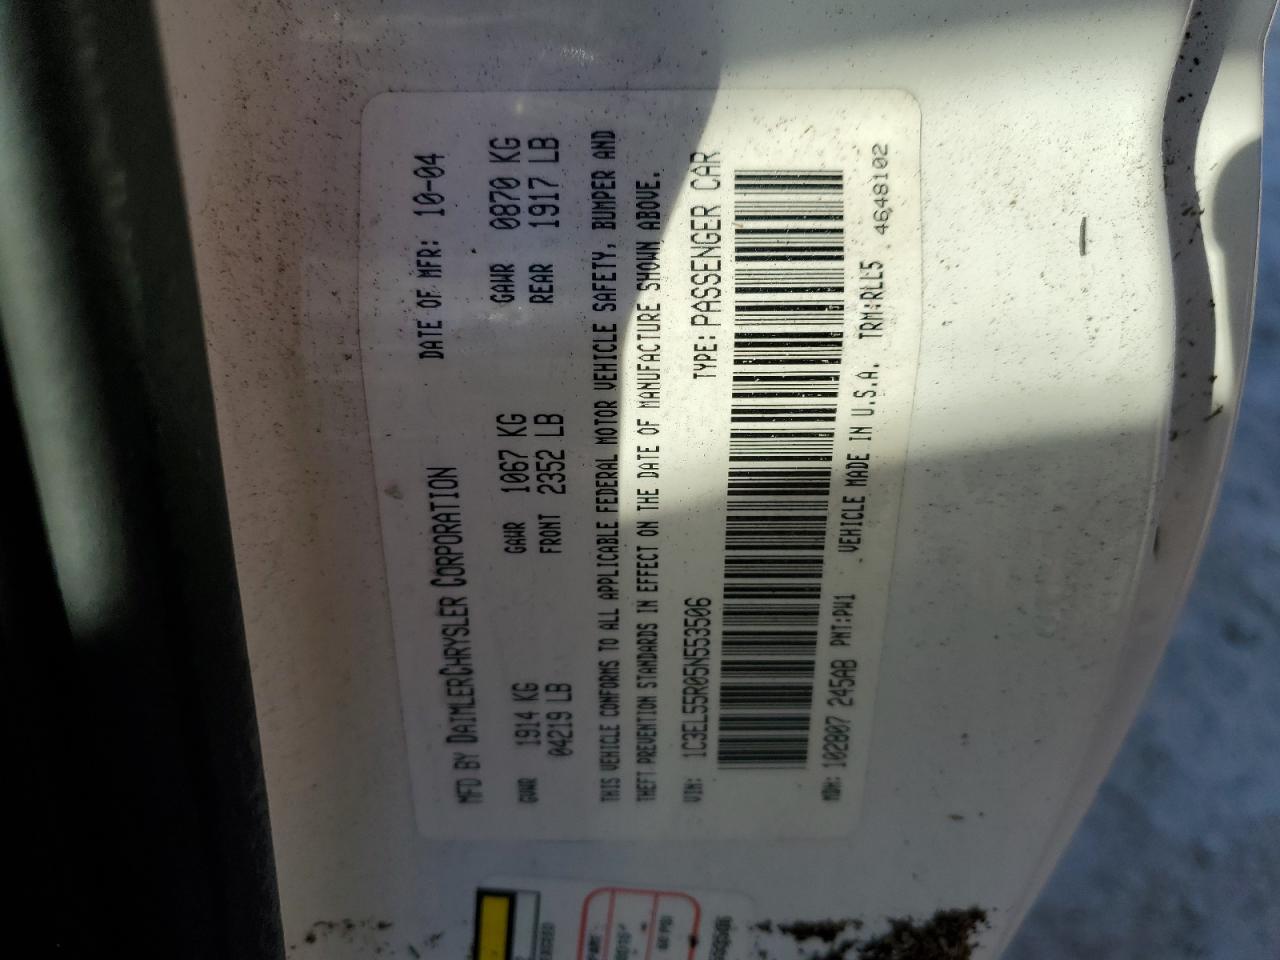 MFD BY DAIMLERCHRYSLER CORPORATION DATE OF MFR: 10-04
GVWR 1914 KG GAWR 1067 KG GAWR 0870 KG
04219 LB FRONT 2352 LB REAR 1917 LB
THIS VEHICLE CONFORMS TO ALL APPLICABLE FEDERAL MOTOR VEHICLE SAFETY, BUMPER AND
THEFT PREVENTION STANDARDS IN EFFECT ON THE DATE OF MANUFACTURE SHOWN ABOVE.
VIN: 1C3EL55R05N553506 TYPE: PASSENGER CAR
MDH: 102807 245AB PNT:PW1 VEHICLE MADE IN U.S.A. TRM:RLL5 4648102